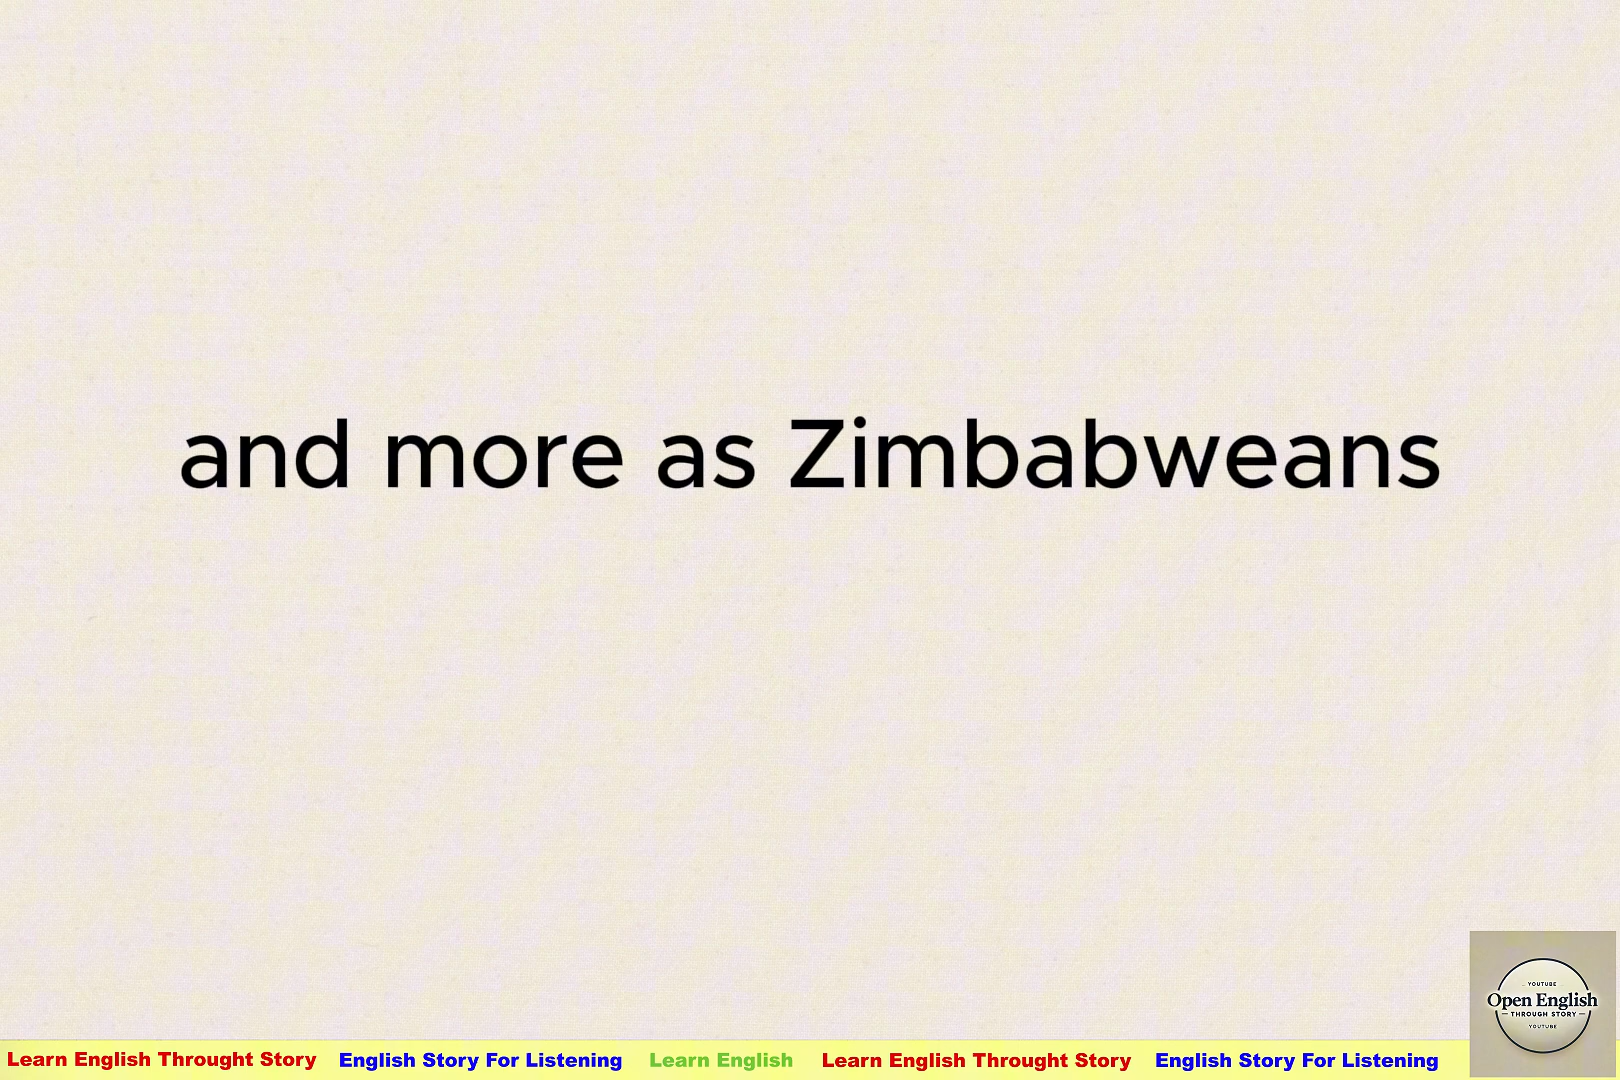 and more as Zimbabweans
YOUTUBE
Open English
THROUGH STORY
YOUTUBE
Learn English Throught Story English Story For Listening Learn English Learn English Throught Story English Story For Listening